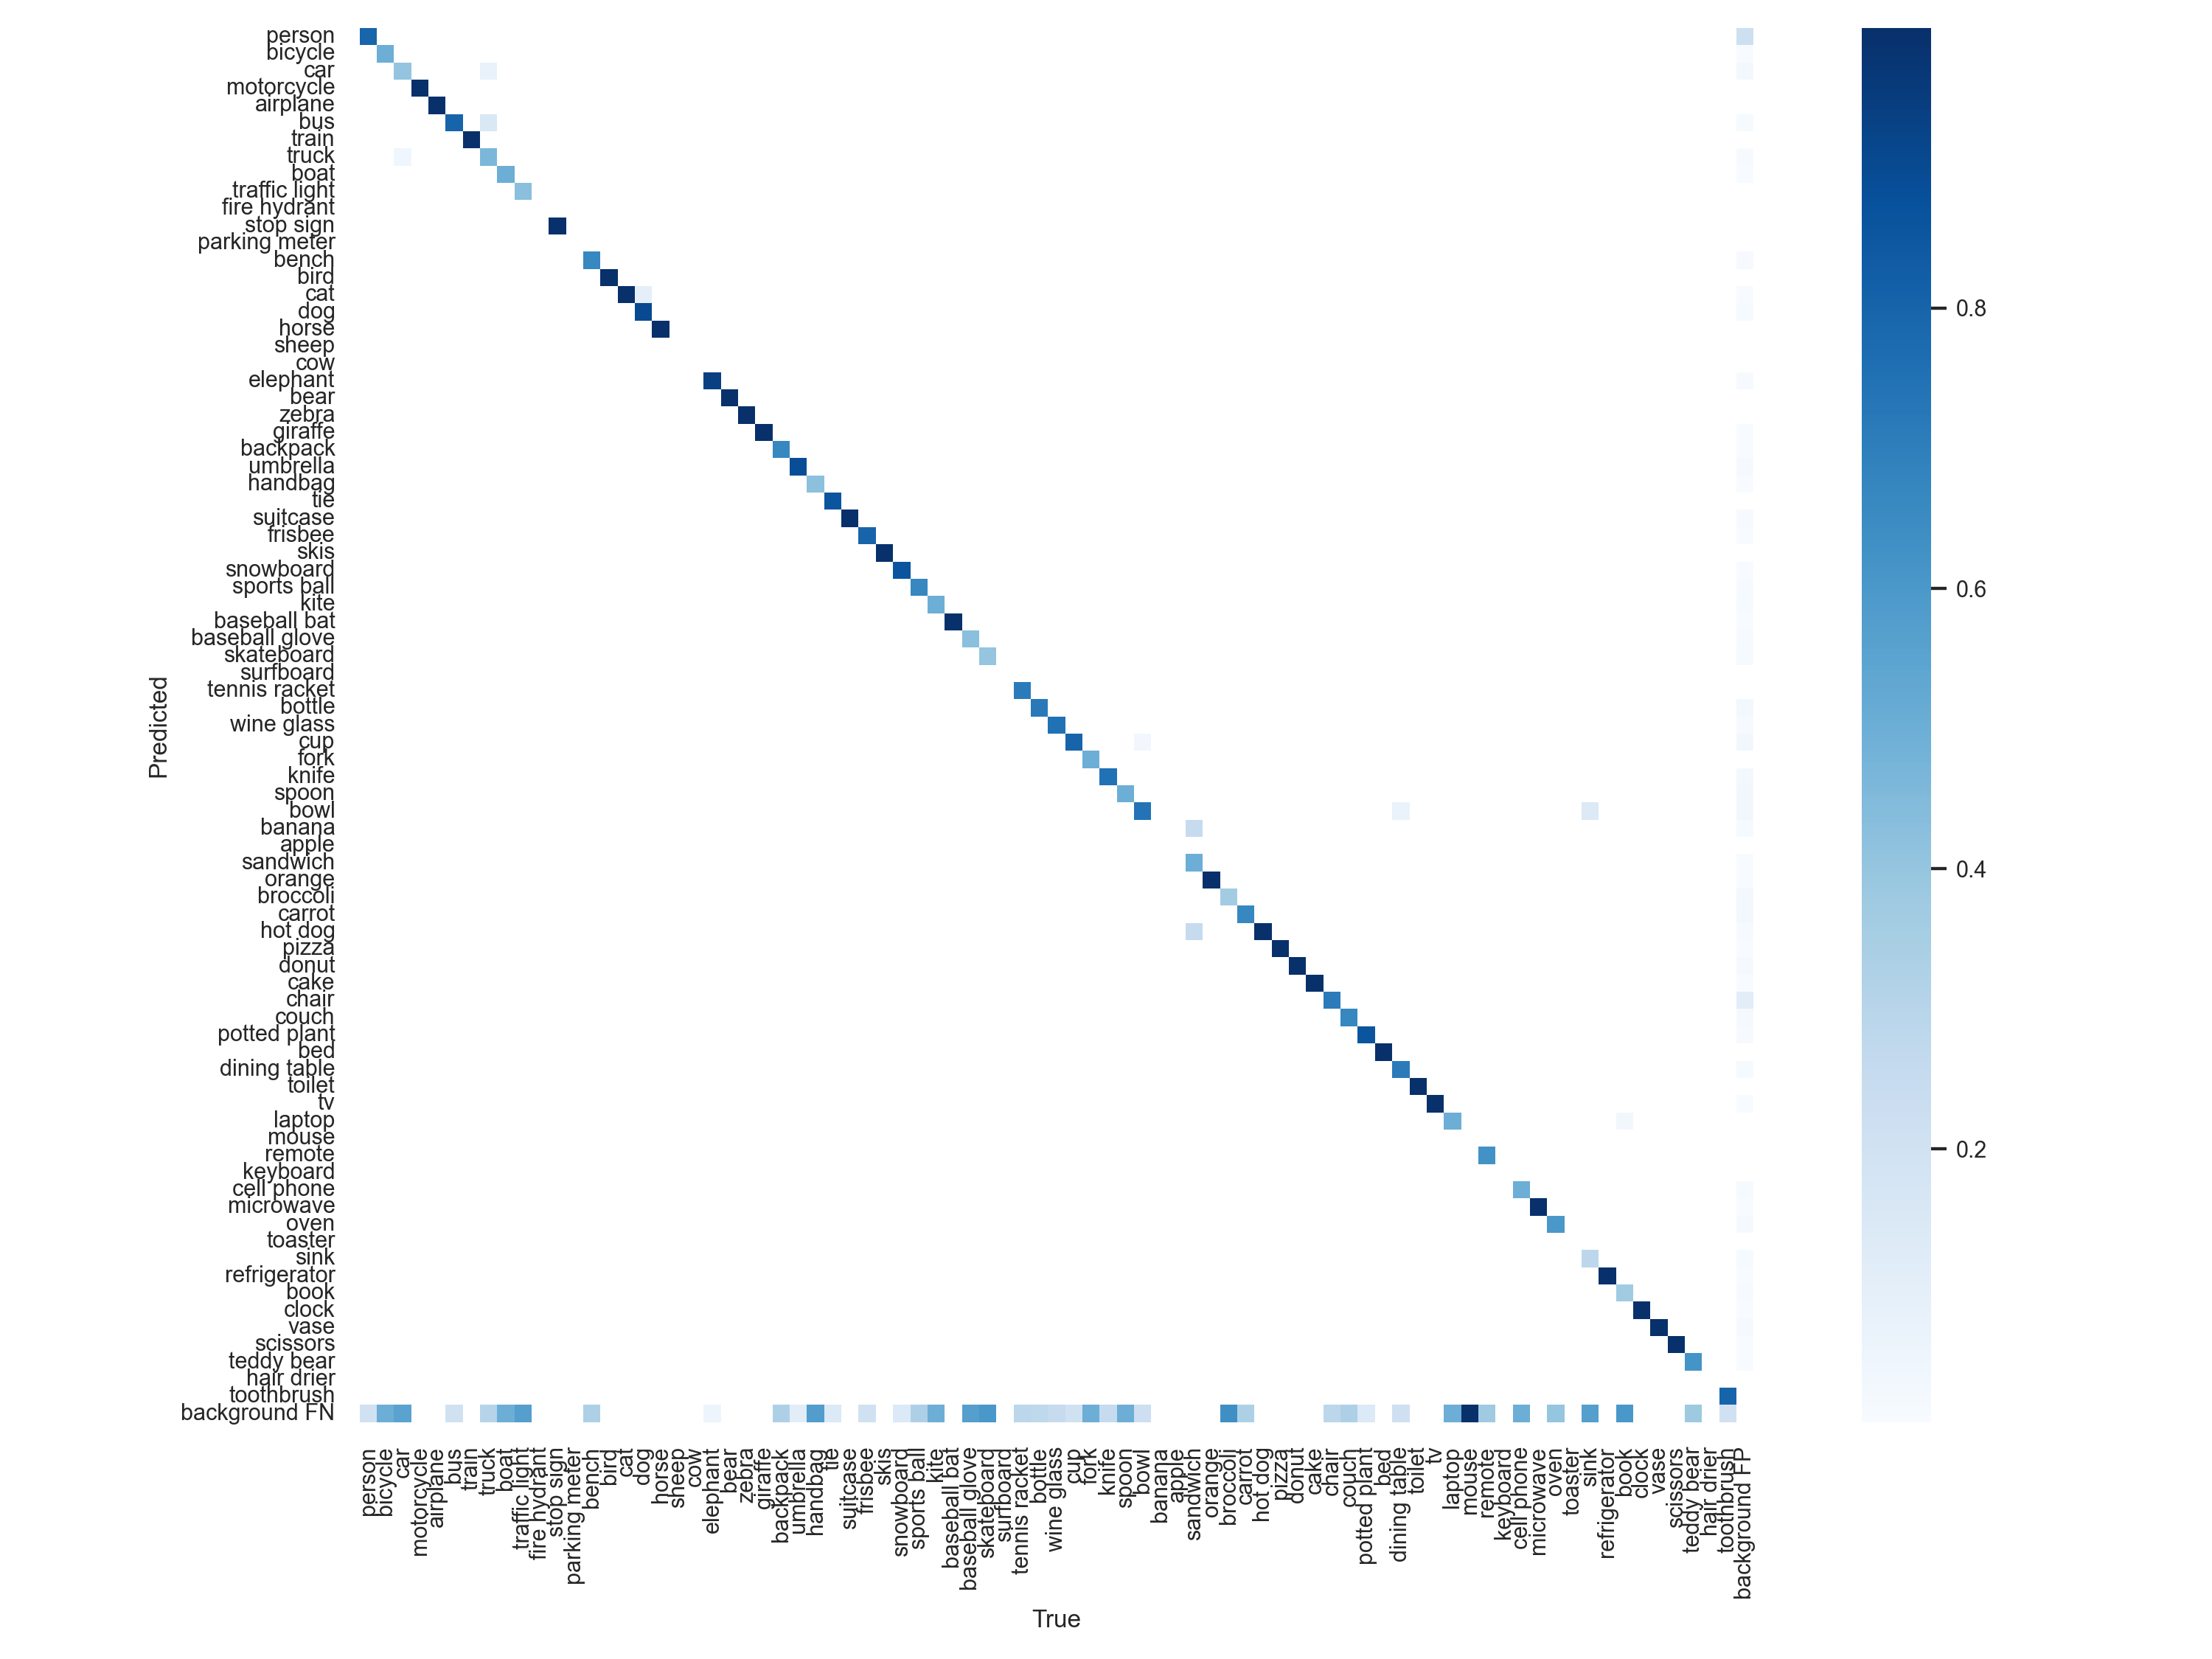 person
bicycle
car
motorcycle
airplane
bus
train
truck
boat
traffic light
fire hydrant
stop sign
parking meter
bench
bird
cat
dog
horse
sheep
cow
elephant
bear
zebra
giraffe
backpack
umbrella
handbag
tie
suitcase
frisbee
skis
snowboard
sports ball
kite
baseball bat
baseball glove
skateboard
surfboard
tennis racket
bottle
wine glass
cup
fork
knife
spoon
bowl
banana
apple
sandwich
orange
broccoli
carrot
hot dog
pizza
donut
cake
chair
couch
potted plant
bed
dining table
toilet
tv
laptop
mouse
remote
keyboard
cell phone
microwave
oven
toaster
sink
refrigerator
book
clock
vase
scissors
teddy bear
hair drier
toothbrush
background FN
Predicted
person
bicycle
car
motorcycle
airplane
bus
train
truck
boat
traffic light
fire hydrant
stop sign
parking meter
bench
bird
cat
dog
horse
sheep
cow
elephant
bear
zebra
giraffe
backpack
umbrella
handbag
tie
suitcase
frisbee
skis
snowboard
sports ball
kite
baseball bat
baseball glove
skateboard
surfboard
tennis racket
bottle
wine glass
cup
fork
knife
spoon
bowl
banana
apple
sandwich
orange
broccoli
carrot
hot dog
pizza
donut
cake
chair
couch
potted plant
bed
dining table
toilet
tv
laptop
mouse
remote
keyboard
cell phone
microwave
oven
toaster
sink
refrigerator
book
clock
vase
scissors
teddy bear
hair drier
toothbrush
background FP
True
0.8
0.6
0.4
0.2